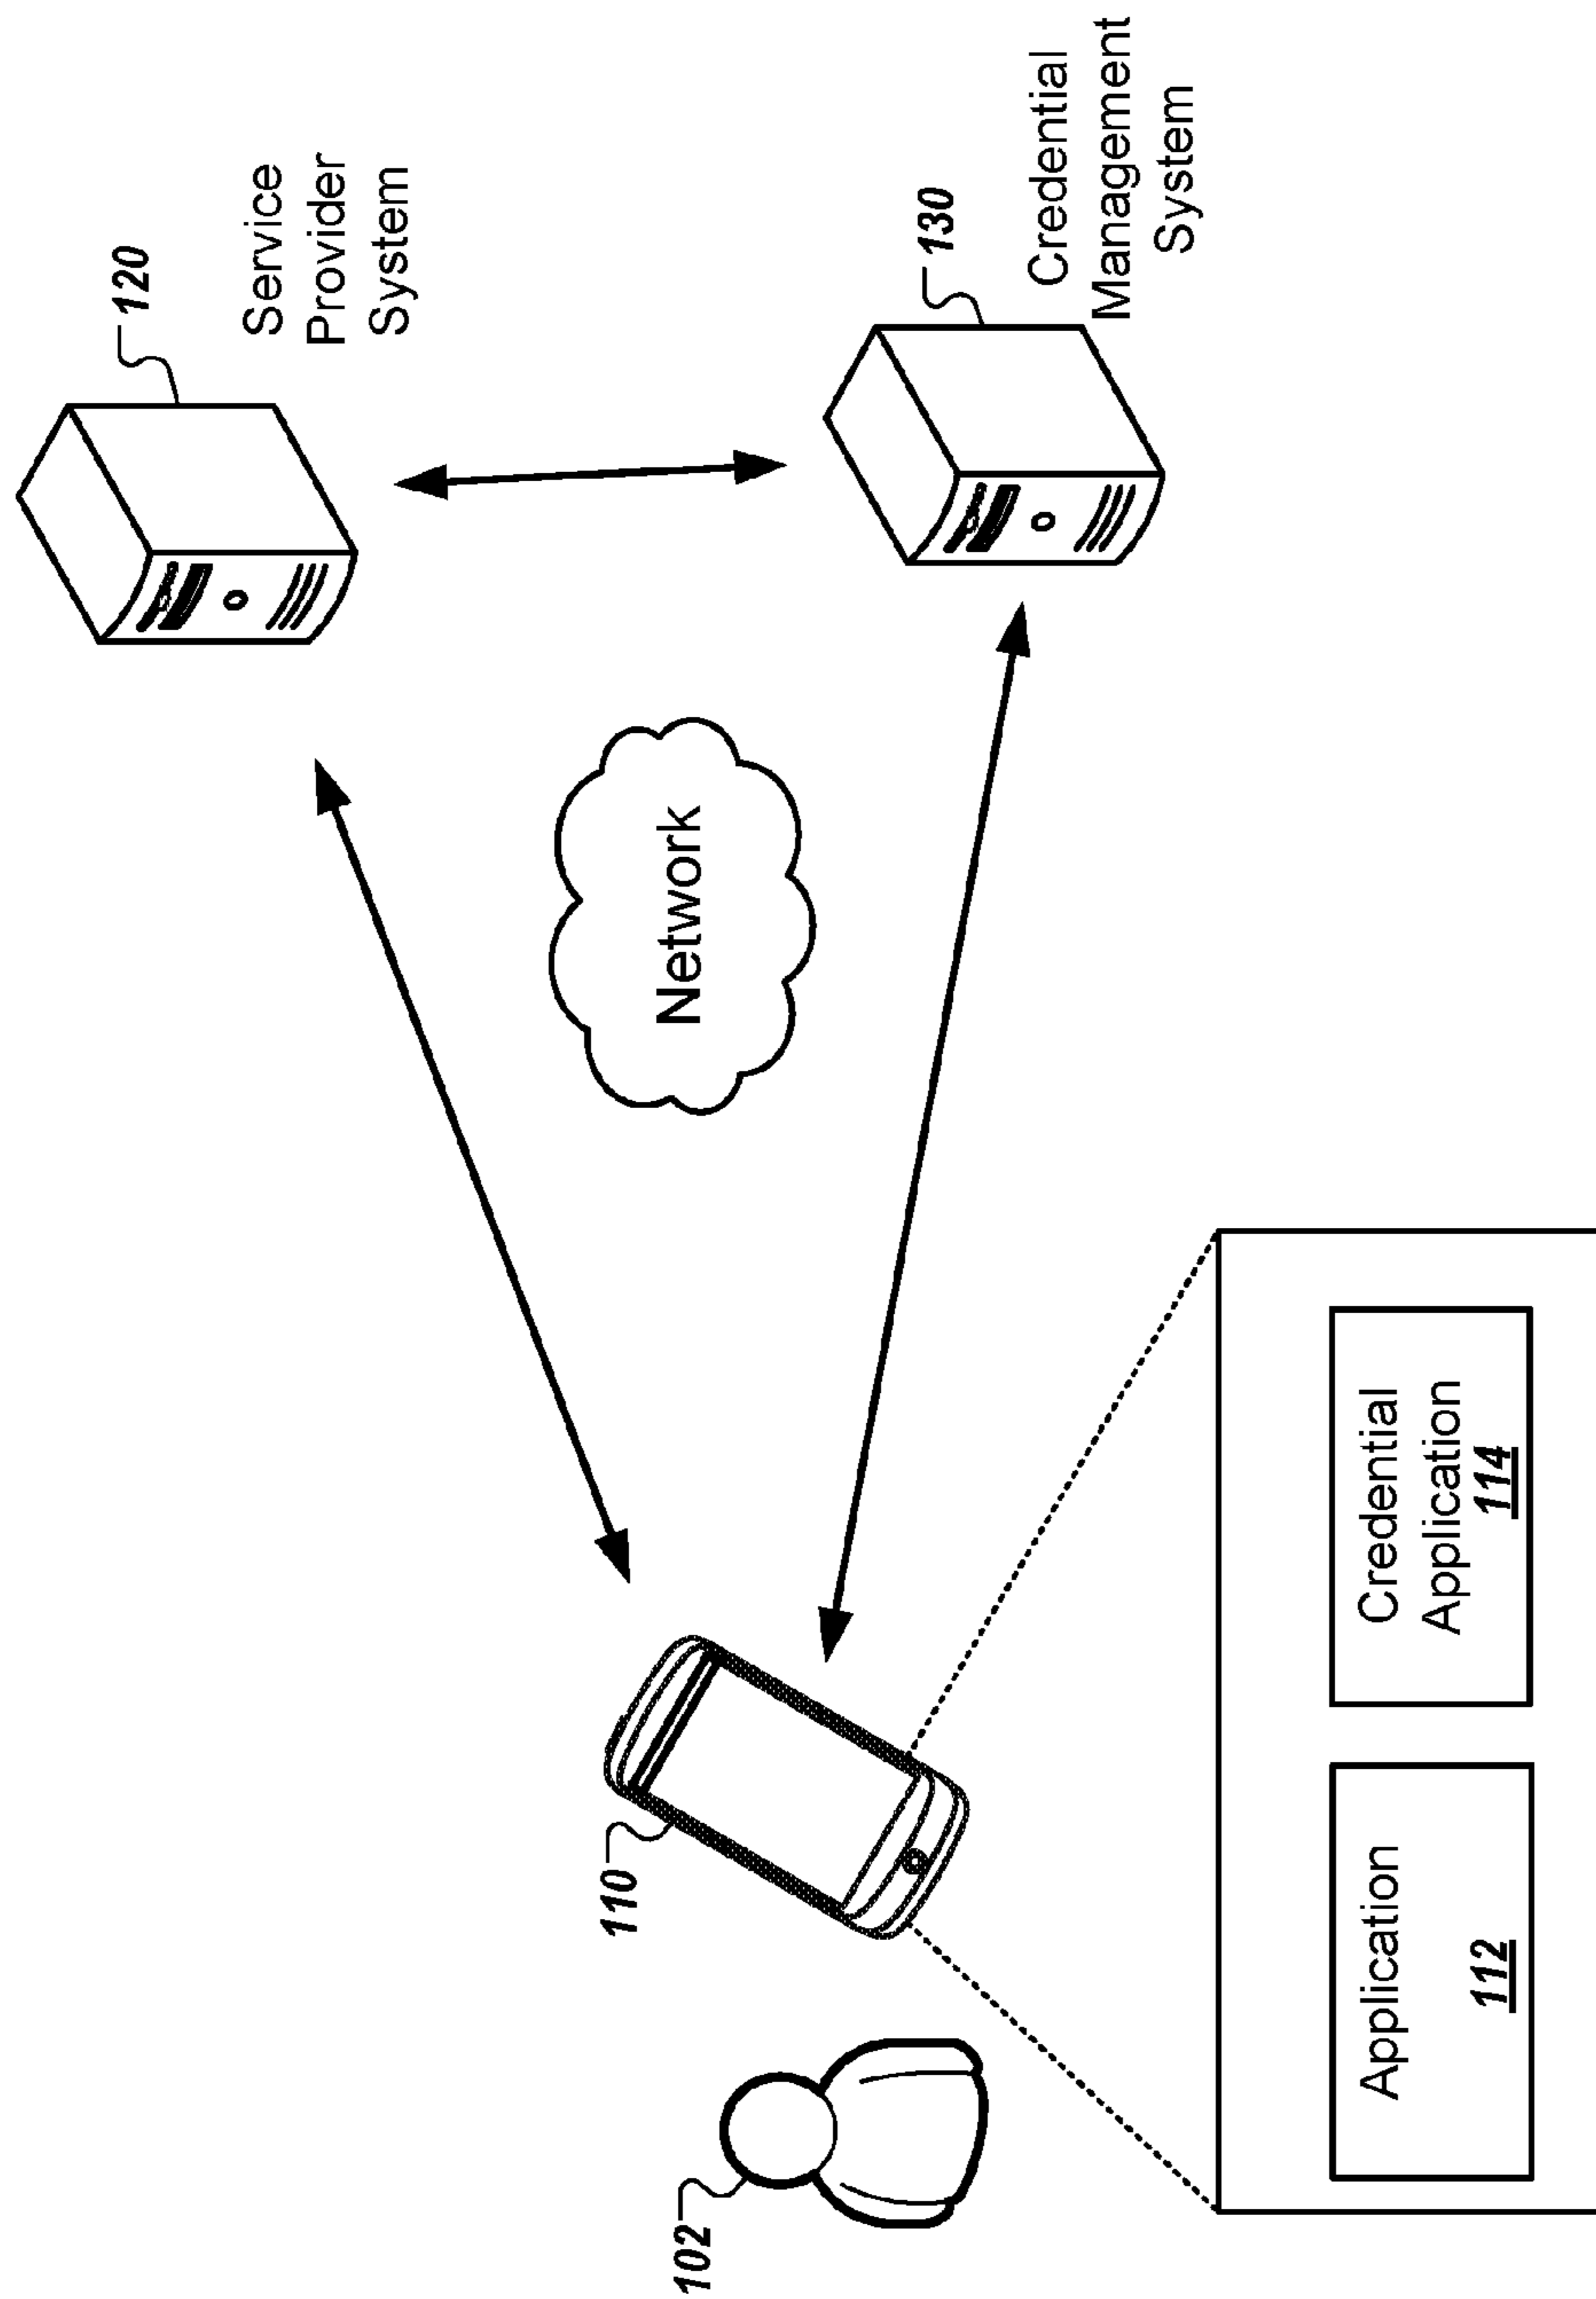 120
Service
Provider
System
130
Credential
Management
System
Network
110
102
Application
112
Credential
Application
114